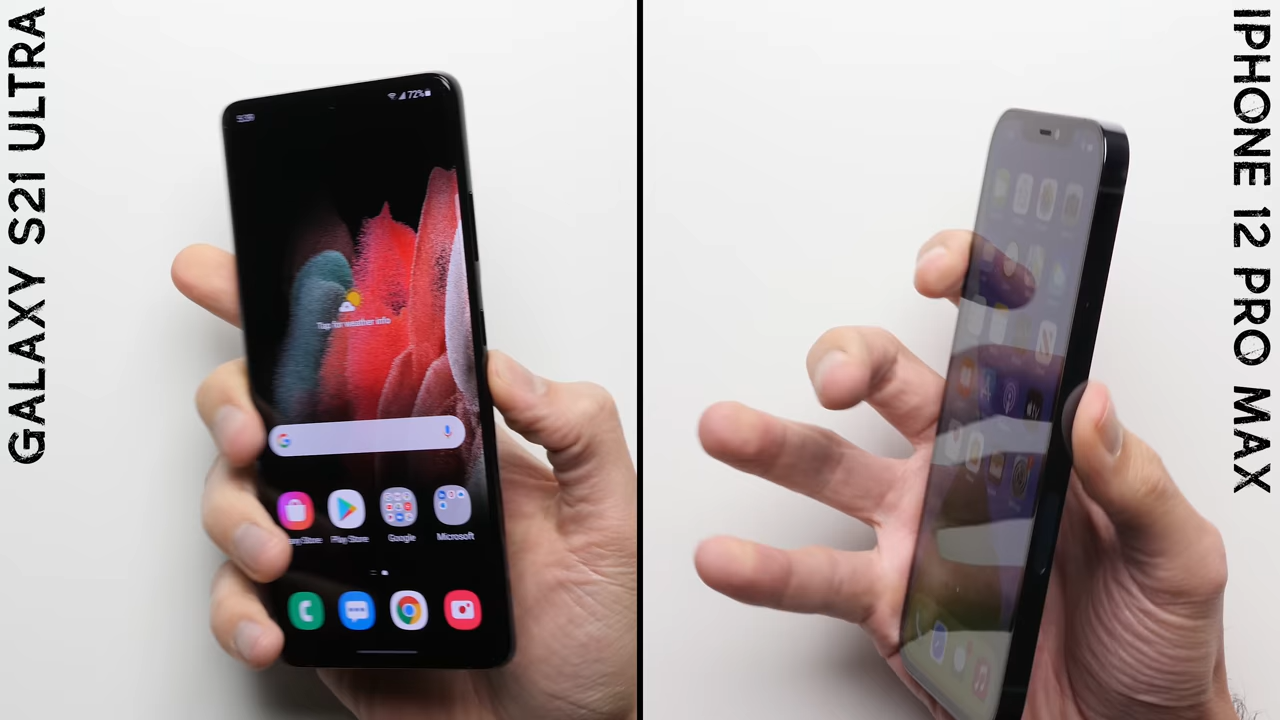 GALAXY S21 ULTRA
72%
Tap for weather info
Play Store
Google
Microsoft
IPHONE 12 PRO MAX